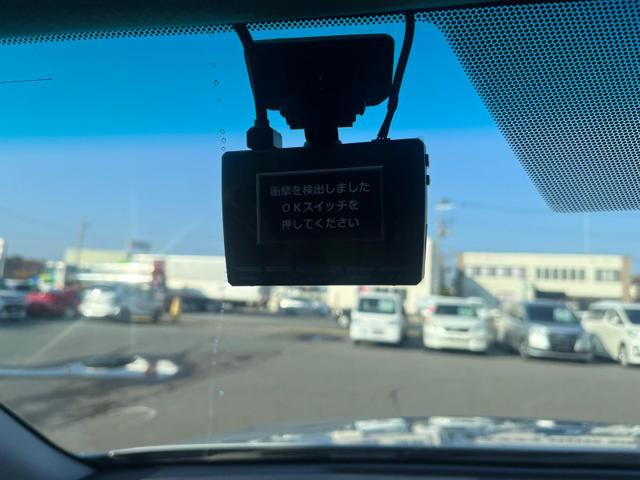 衝撃を検出しました
ＯＫスイッチを
押してください